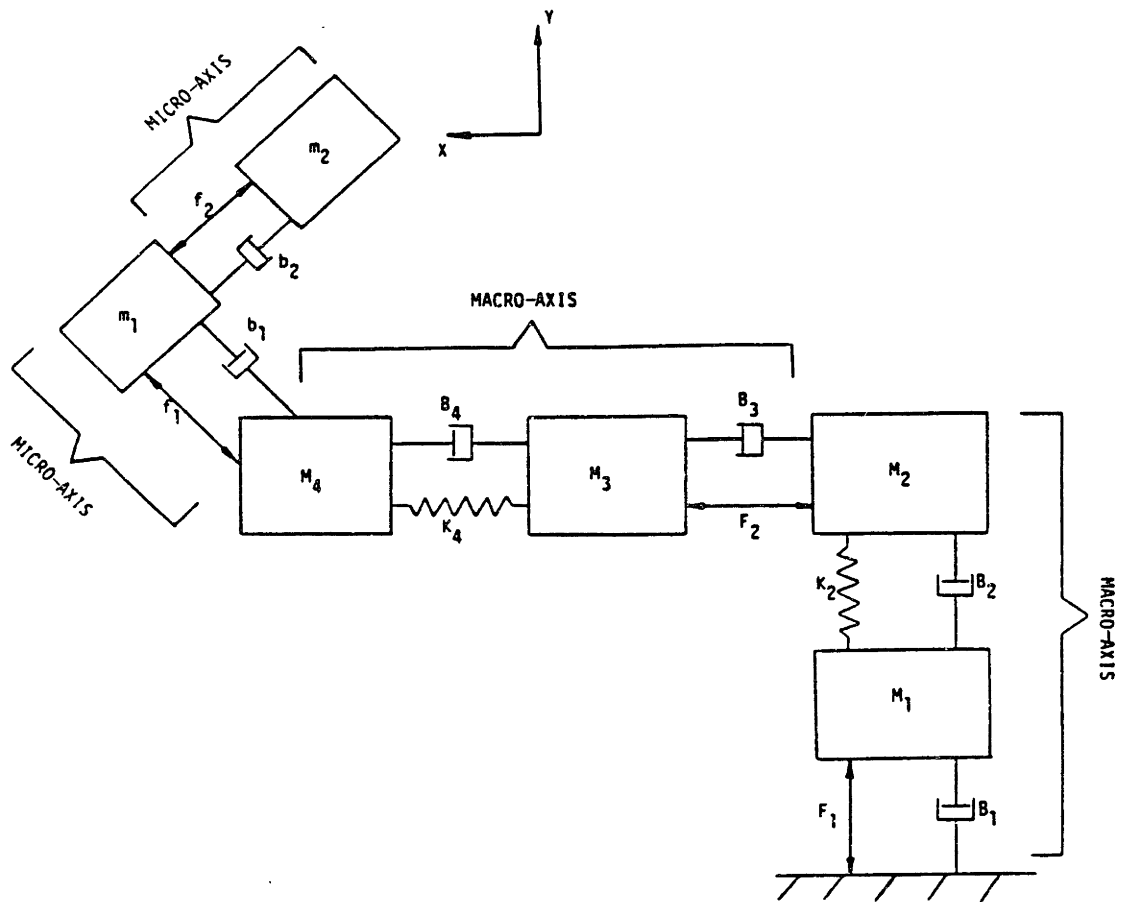 Y
X
MICRO-AXIS
m2
f2
b2
m1
b1
f1
MICRO-AXIS
MACRO-AXIS
B4
B3
M4
M3
M2
K4
F2
K2
B2
MACRO-AXIS
M1
F1
B1